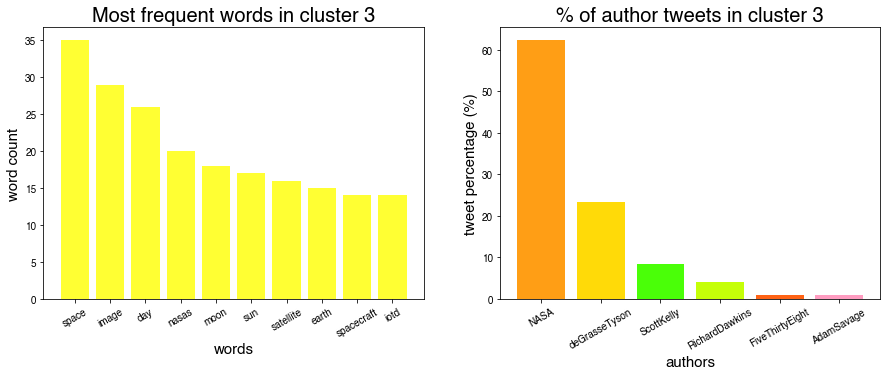 Most frequent words in cluster 3
35
30
25
20
15
10
5
0
word count
space
image
day
nasas
moon
sun
satellite
earth
spacecraft
iotd
words
% of author tweets in cluster 3
60
50
40
30
20
10
0
tweet percentage (%)
NASA
deGrasseTyson
ScottKelly
RichardDawkins
FiveThirtyEight
AdamSavage
authors